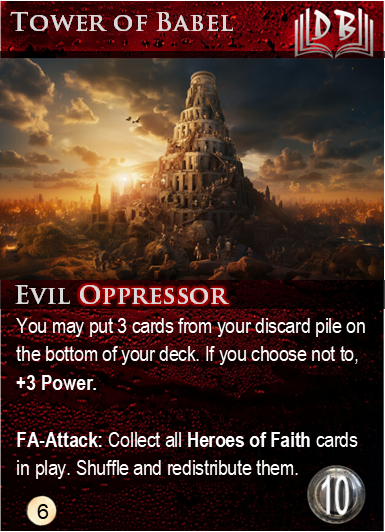 Tower of Babel
DB
Evil Oppressor
You may put 3 cards from your discard pile on
the bottom of your deck. If you choose not to,
+3 Power.
FA-Attack: Collect all Heroes of Faith cards
in play. Shuffle and redistribute them.
6
10